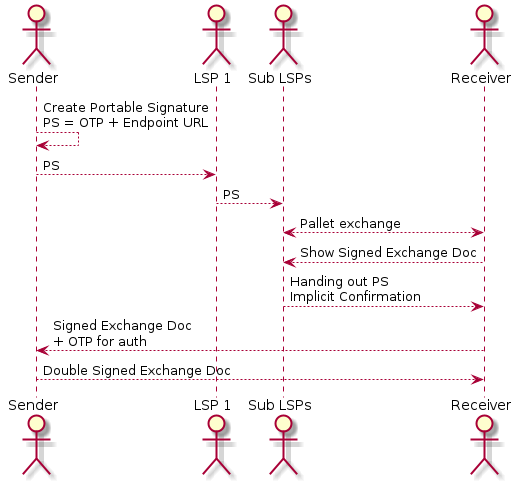 Sender LSP 1 Sub LSPs Receiver
Create Portable Signature
PS = OTP + Endpoint URL
PS
PS
Pallet exchange
Show Signed Exchange Doc
Handing out PS
Implicit Confirmation
Signed Exchange Doc
+ OTP for auth
Double Signed Exchange Doc
Sender LSP 1 Sub LSPs Receiver